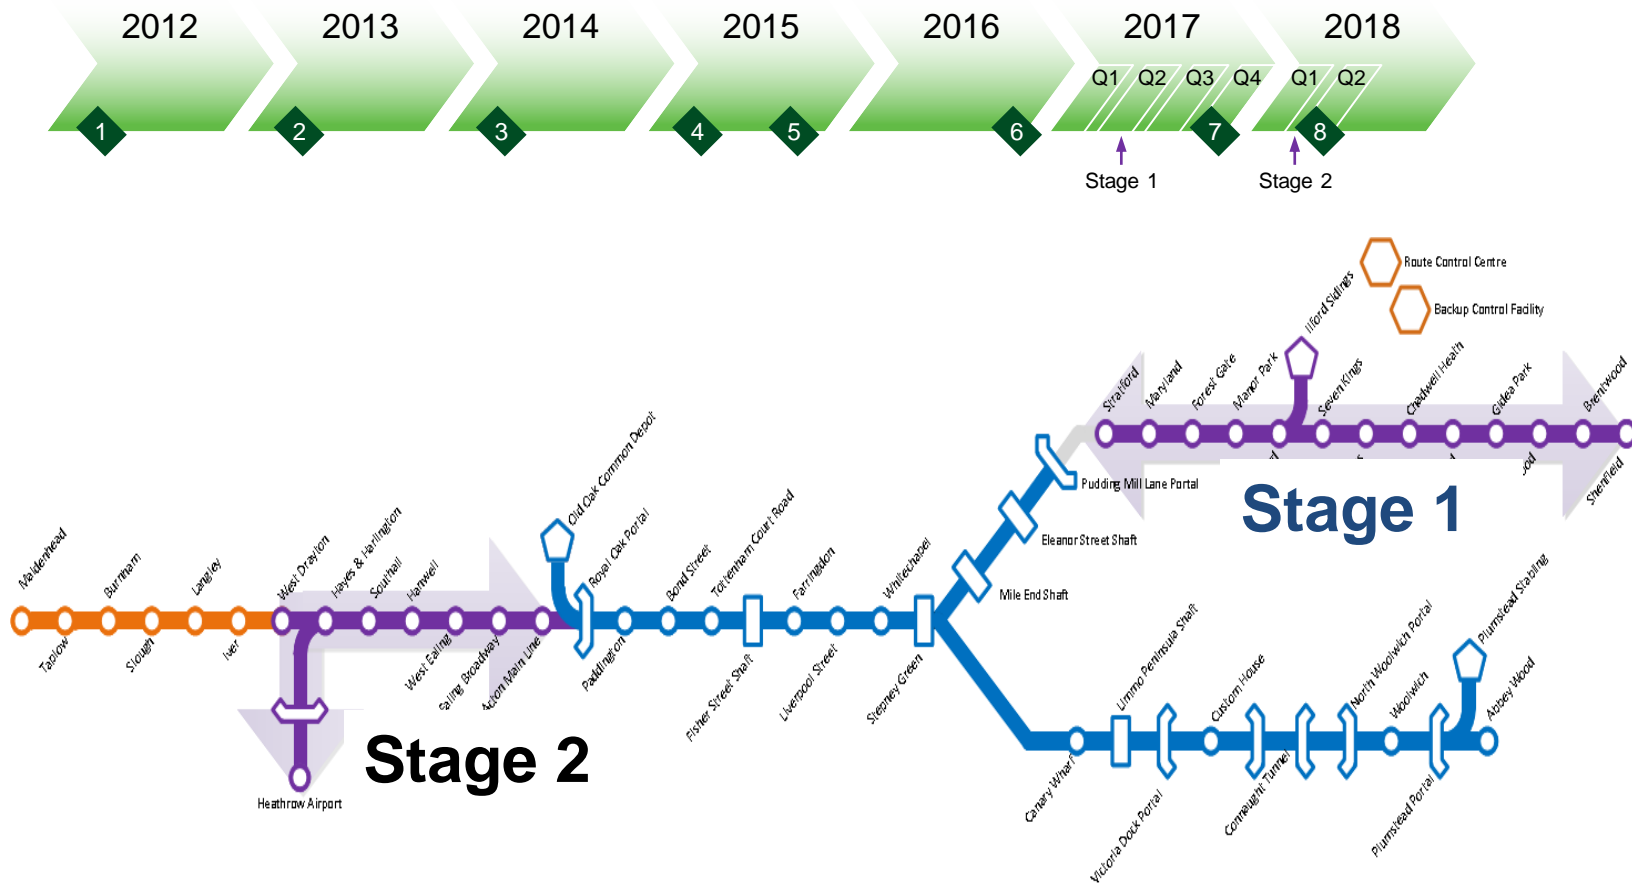 2012
2013
2014
2015
2016
2017
2018
Q1
Q2
Q3
Q4
Q1
Q2
1
2
3
4
5
6
7
8
Stage 1
Stage 2
Route Control Centre
Backup Control Facility
Ilford Sidings
Stratford
Maryland
Forest Gate
Manor Park
Seven Kings
Chadwell Heath
Gidea Park
Brentwood
Shenfield
Stage 1
Pudding Mill Lane Portal
Eleanor Street Shaft
Mile End Shaft
Maidenhead
Taplow
Burnham
Slough
Langley
Iver
West Drayton
Hayes & Harlington
Southall
Hanwell
West Ealing
Ealing Broadway
Acton Main Line
Old Oak Common Depot
Royal Oak Portal
Paddington
Bond Street
Tottenham Court Road
Fisher Street Shaft
Farringdon
Liverpool Street
Whitechapel
Stepney Green
Heathrow Airport
Stage 2
Canary Wharf
Limmo Peninsula Shaft
Victoria Dock Portal
Custom House
Connaught Tunnel
North Woolwich Portal
Woolwich
Plumstead Portal
Plumstead Stabling
Abbey Wood